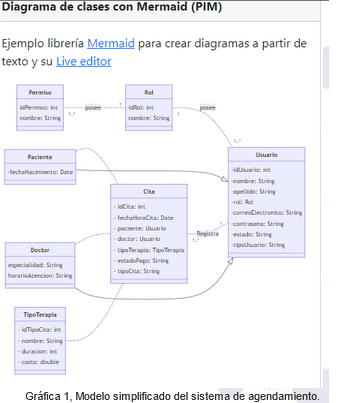 Diagrama de clases con Mermaid (PIM)
Ejemplo librería Mermaid para crear diagramas a partir de
texto y su Live editor
Permiso
idPermiso: int
nombre: String
posee
1..*
1
Rol
idRol: int
nombre: String
posee
1
1..*
Paciente
-fechaNacimiento: Date
Usuario
-idUsuario: int
-nombre: String
-apellido: String
-rol: Rol
-correoElectronico: String
-contrasena: String
-estado: String
-tipoUsuario: String
Cita
- idCita: int
- fechaHoraCita: Date
- paciente: Usuario
- doctor: Usuario
- tipoTerapia: TipoTerapia
- estadoPago: String
- tipoCita: String
1
Registra
1..*
Doctor
especialidad: String
horarioAtencion: String
TipoTerapia
- idTipoCita: int
- nombre: String
- duracion: int
- costo: double
Gráfica 1, Modelo simplificado del sistema de agendamiento.